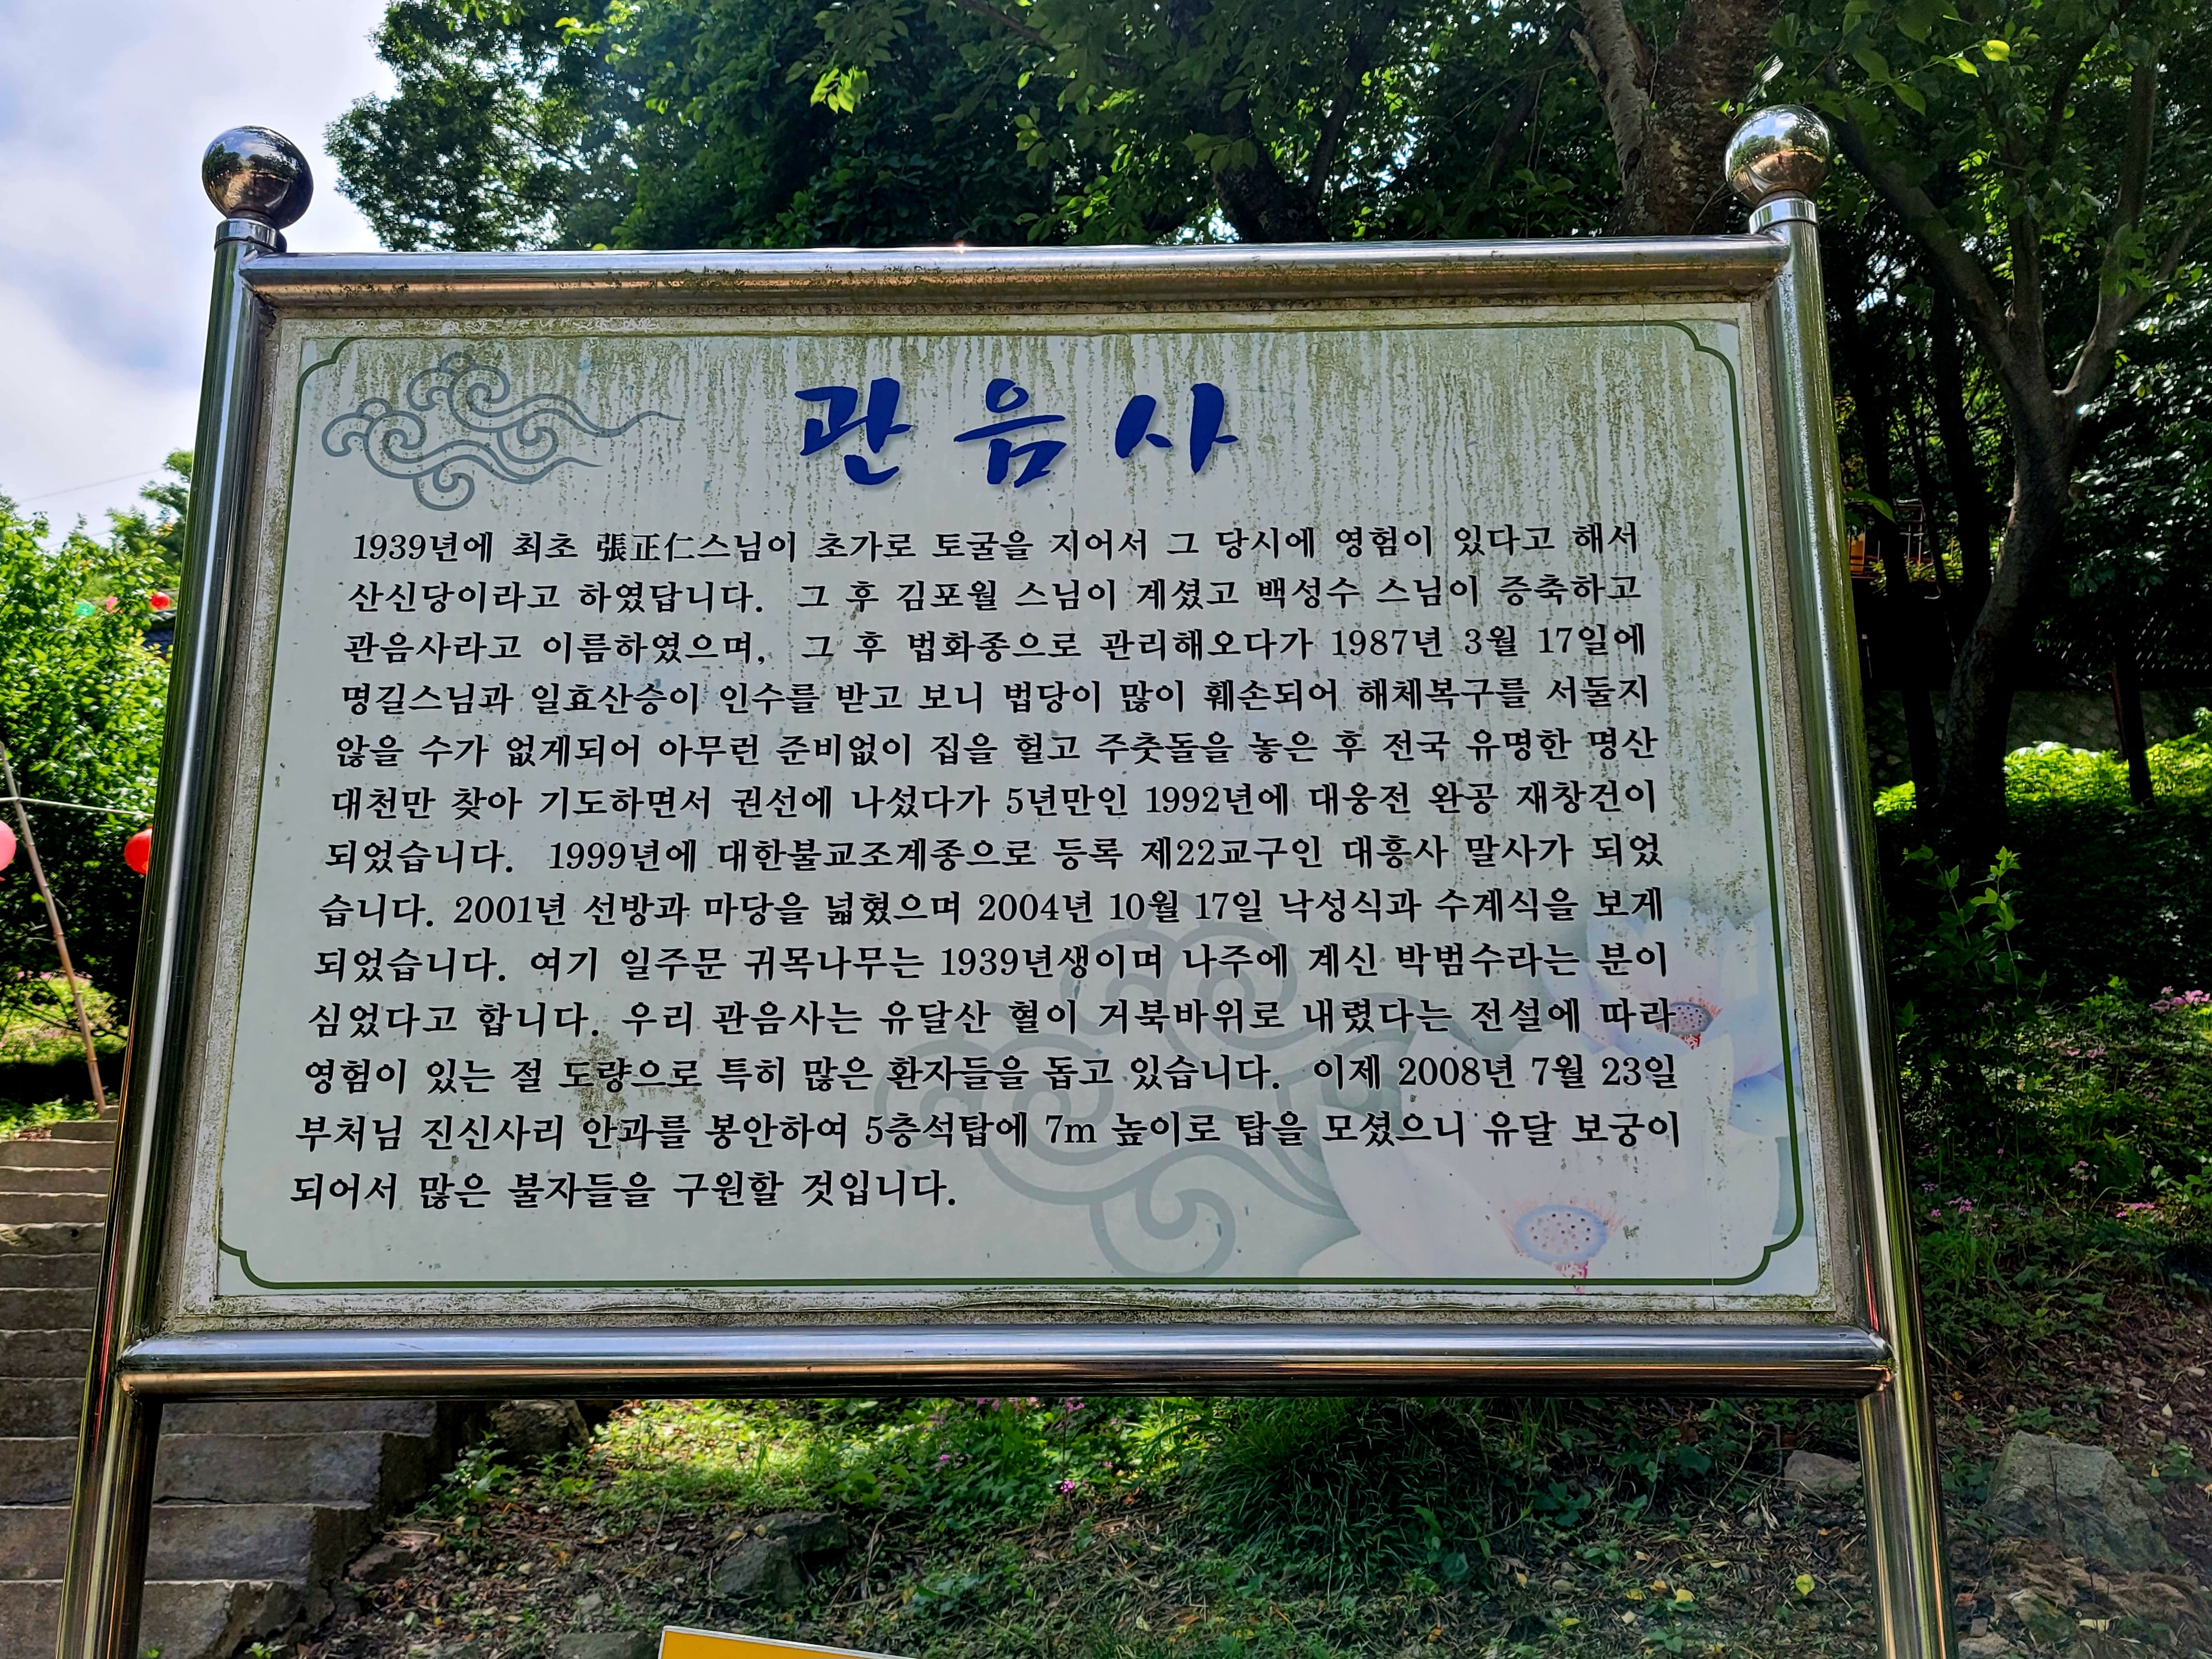 관음사
1939년에 최초 張正仁스님이 초가로 토굴을 지어서 그 당시에 영험이 있다고 해서
산신당이라고 하였답니다. 그 후 김포월 스님이 계셨고 백성수 스님이 증축하고
관음사라고 이름하였으며, 그 후 법화종으로 관리해오다가 1987년 3월 17일에
명길스님과 일효산승이 인수를 받고 보니 법당이 많이 훼손되어 해체복구를 서둘지
않을 수가 없게되어 아무런 준비없이 집을 헐고 주춧돌을 놓은 후 전국 유명한 명산
대천만 찾아 기도하면서 권선에 나섰다가 5년만인 1992년에 대웅전 완공 재창건이
되었습니다. 1999년에 대한불교조계종으로 등록 제22교구인 대흥사 말사가 되었
습니다. 2001년 선방과 마당을 넓혔으며 2004년 10월 17일 낙성식과 수계식을 보게
되었습니다. 여기 일주문 귀목나무는 1939년생이며 나주에 계신 박범수라는 분이
심었다고 합니다. 우리 관음사는 유달산 혈이 거북바위로 내렸다는 전설에 따라
영험이 있는 절 도량으로 특히 많은 환자들을 돕고 있습니다. 이제 2008년 7월 23일
부처님 진신사리 안과를 봉안하여 5층석탑에 7m 높이로 탑을 모셨으니 유달 보궁이
되어서 많은 불자들을 구원할 것입니다.